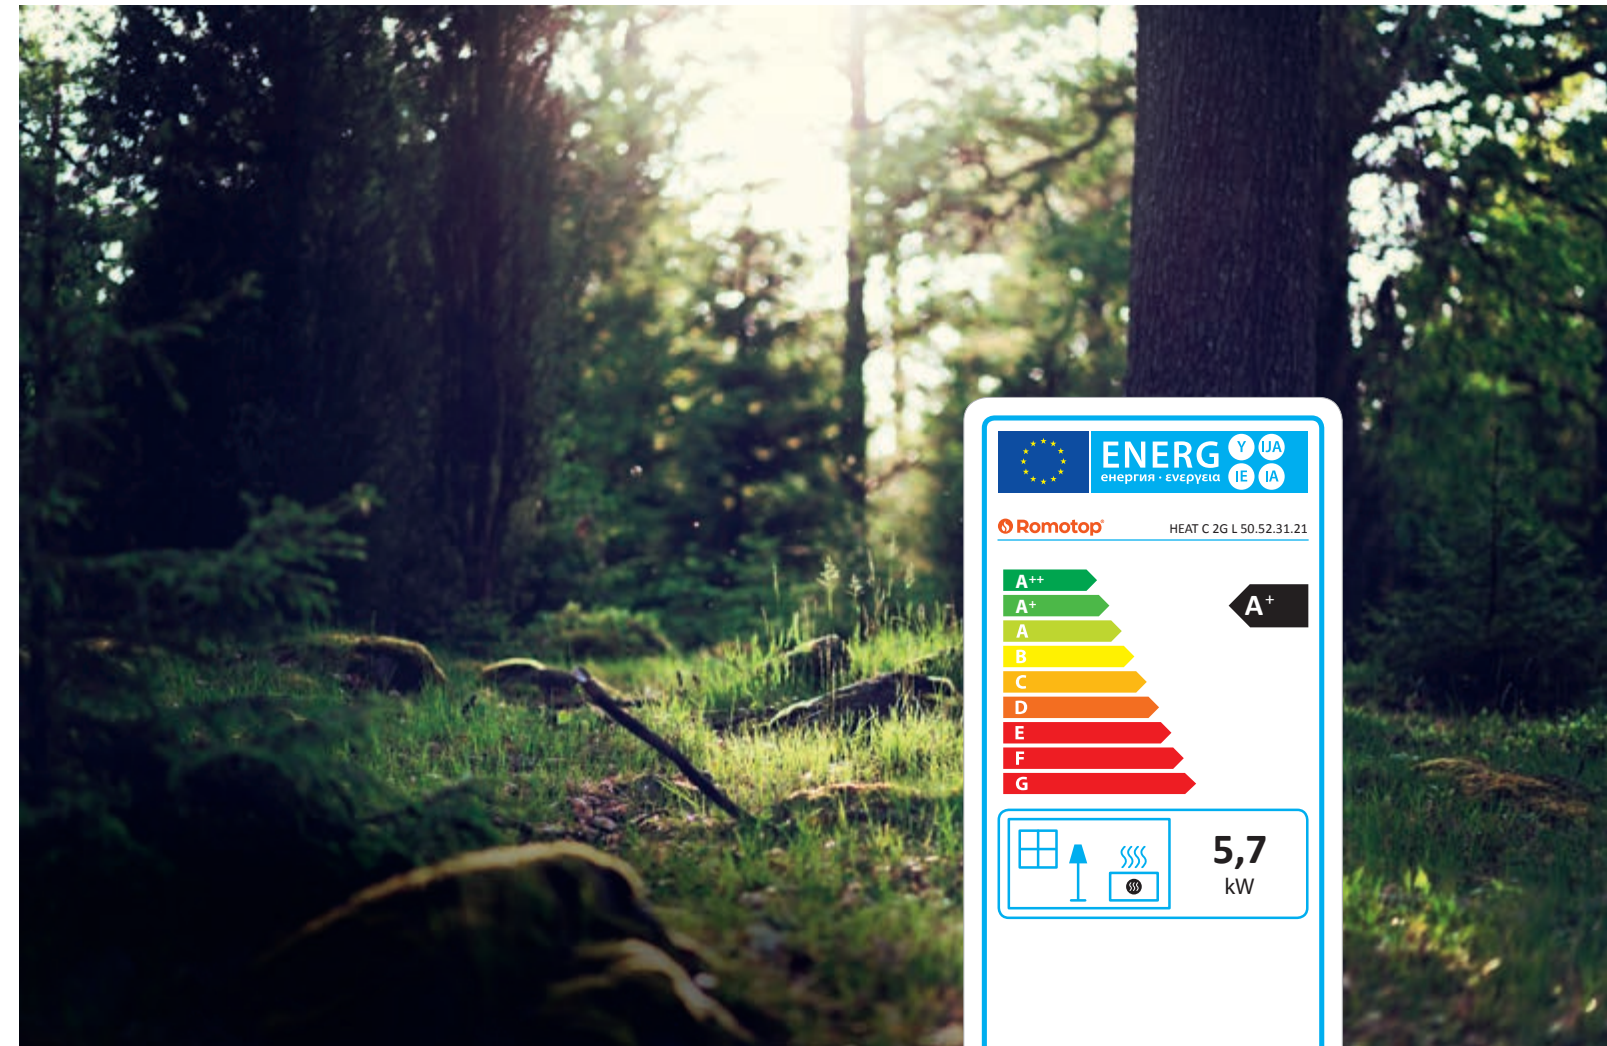 ENERG Y IJA
енергия · ενεργεια IE IA
Romotop HEAT C 2G L 50.52.31.21
A++
A+ A+
A
B
C
D
E
F
G
5,7
kW